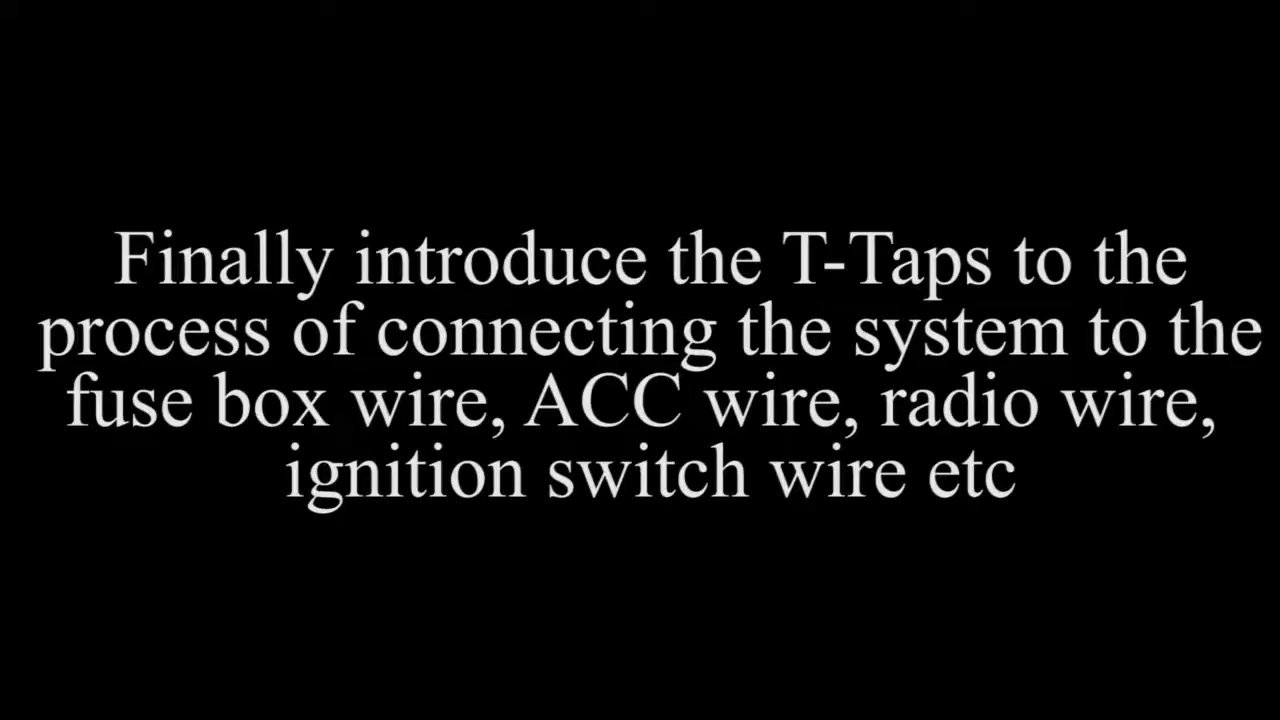 Finally introduce the T-Taps to the
process of connecting the system to the
fuse box wire, ACC wire, radio wire,
ignition switch wire etc